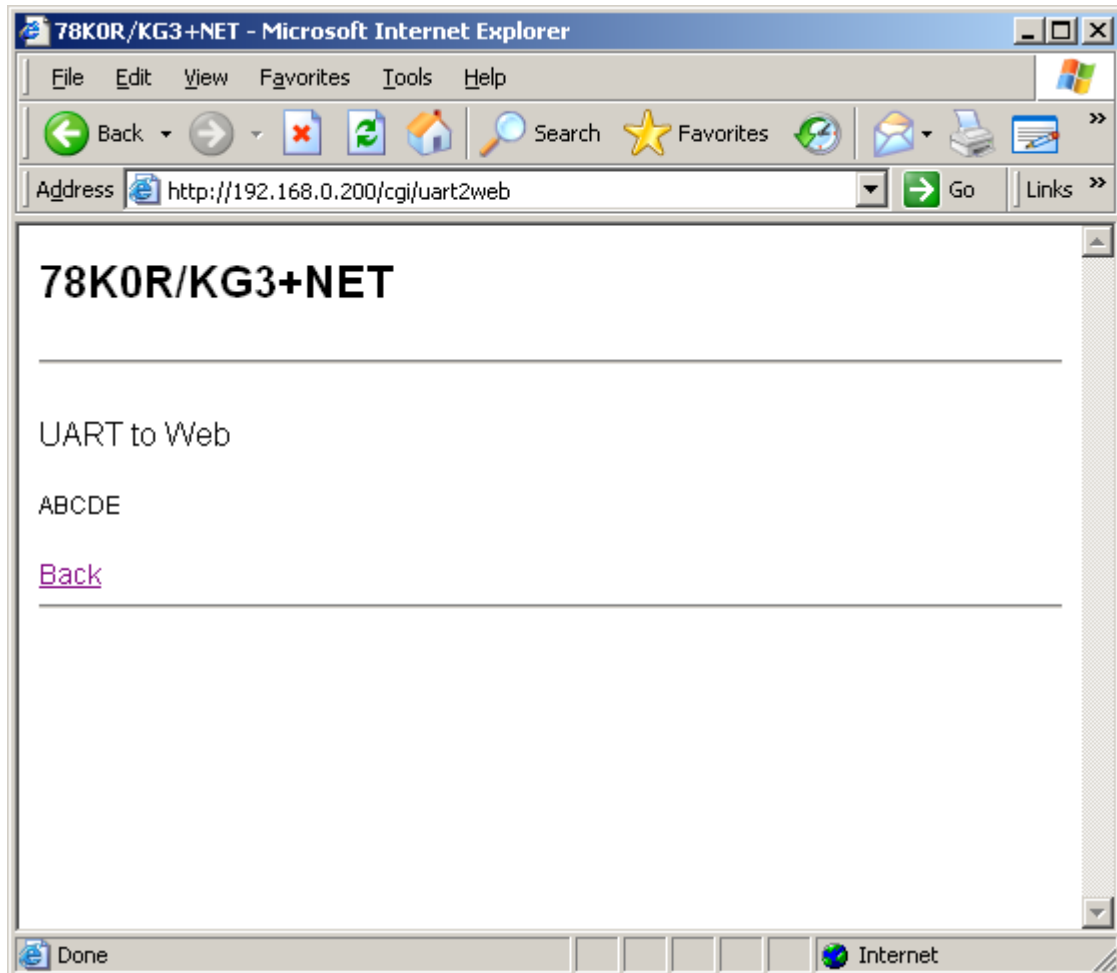 78K0R/KG3+NET - Microsoft Internet Explorer
File Edit View Favorites Tools Help
Back Search Favorites »
Address http://192.168.0.200/cgi/uart2web Go Links »
78K0R/KG3+NET
UART to Web
ABCDE
Back
Done Internet